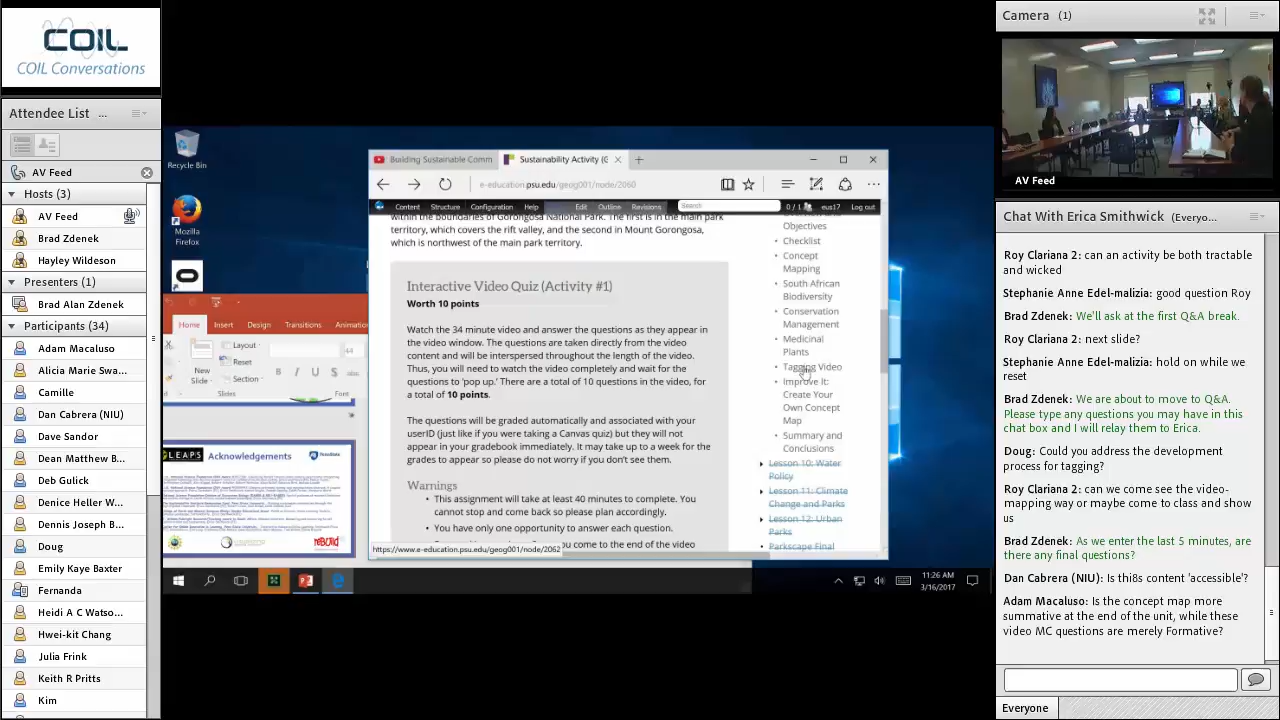 COIL
COIL Conversations
Attendee List ...
AV Feed
Hosts (3)
AV Feed
Brad Zdenek
Hayley Wildeson
Presenters (1)
Brad Alan Zdenek
Participants (34)
Adam Macaluso
Alicia Marie Swa...
Camille
Dan Cabrera (NIU)
Dave Sandor
Dean Matthew B...
Deb Gill
Denice Heller W...
Dennis Josoph J...
Doug
Emily Kaye Baxter
Fernanda
Heidi A C Watso...
Hwei-kit Chang
Julia Frink
Keith R Pritts
Kim
Recycle Bin
Mozilla
Firefox
Home Insert Design Transitions Animation
New
Slide
Layout
Reset
Section
44
B I U S
Slides
Font
LEAPS Acknowledgements PennState
reBUILD
Building Sustainable Comm
Sustainability Activity (G
e-education.psu.edu/geog001/node/2060
Content Structure Configuration Help Edit Outline Revisions Search 0 / 1 eus17 Log out
within the boundaries of Gorongosa National Park. The first is in the main park
territory, which covers the rift valley, and the second in Mount Gorongosa,
which is northwest of the main park territory.
Interactive Video Quiz (Activity #1)
Worth 10 points
Watch the 34 minute video and answer the questions as they appear in
the video window. The questions are taken directly from the video
content and will be interspersed throughout the length of the video.
Thus, you will need to watch the video completely and wait for the
questions to 'pop up.' There are a total of 10 questions in the video, for
a total of 10 points.
The questions will be graded automatically and associated with your
userID (just like if you were taking a Canvas quiz) but they will not
appear in your gradebook immediately. It may take up to a week for the
grades to appear so please do not worry if you don't see them.
Warnings
• This assignment will take at least 40 minutes to complete. You
cannot stop and come back so please plan accordingly.
• You have only one opportunity to answer each question.
you come to the end of the video
https://www.e-education.psu.edu/geog001/node/2062
Objectives
• Checklist
• Concept
Mapping
• South African
Biodiversity
• Conservation
Management
• Medicinal
Plants
• Tagging Video
• Improve It:
Create Your
Own Concept
Map
• Summary and
Conclusions
Lesson 10: Water
Policy
Lesson 11: Climate
Change and Parks
Lesson 12: Urban
Parks
Parkscape Final
11:26 AM
3/16/2017
Camera (1)
AV Feed
Chat With Erica Smithwick (Everyo...
Roy Clariana 2: can an activity be both tractable
and wicked
Stephanie Anne Edel-malizia: good question Roy
Brad Zdenek: We'll ask at the first Q&A break.
Roy Clariana 2: next slide?
Stephanie Anne Edel-malizia: hold on while we
reset
Brad Zdenek: We are about to move to Q&A.
Please type any questions you may have in this
chat box and I will relay them to Erica.
Doug: Could you address the development
process for tagging?
Roy Clariana 2: Erica, we are doing concept
mapping now, please come to class and show
us...
Brad Zdenek: As we enter the last 5 minutes, are
there any final questions?
Dan Cabrera (NIU): Is thi8s content 'accessible'?
Adam Macaluso: Is the concept map more
summative at the end of the unit, while these
video MC questions are merely Formative?
Everyone